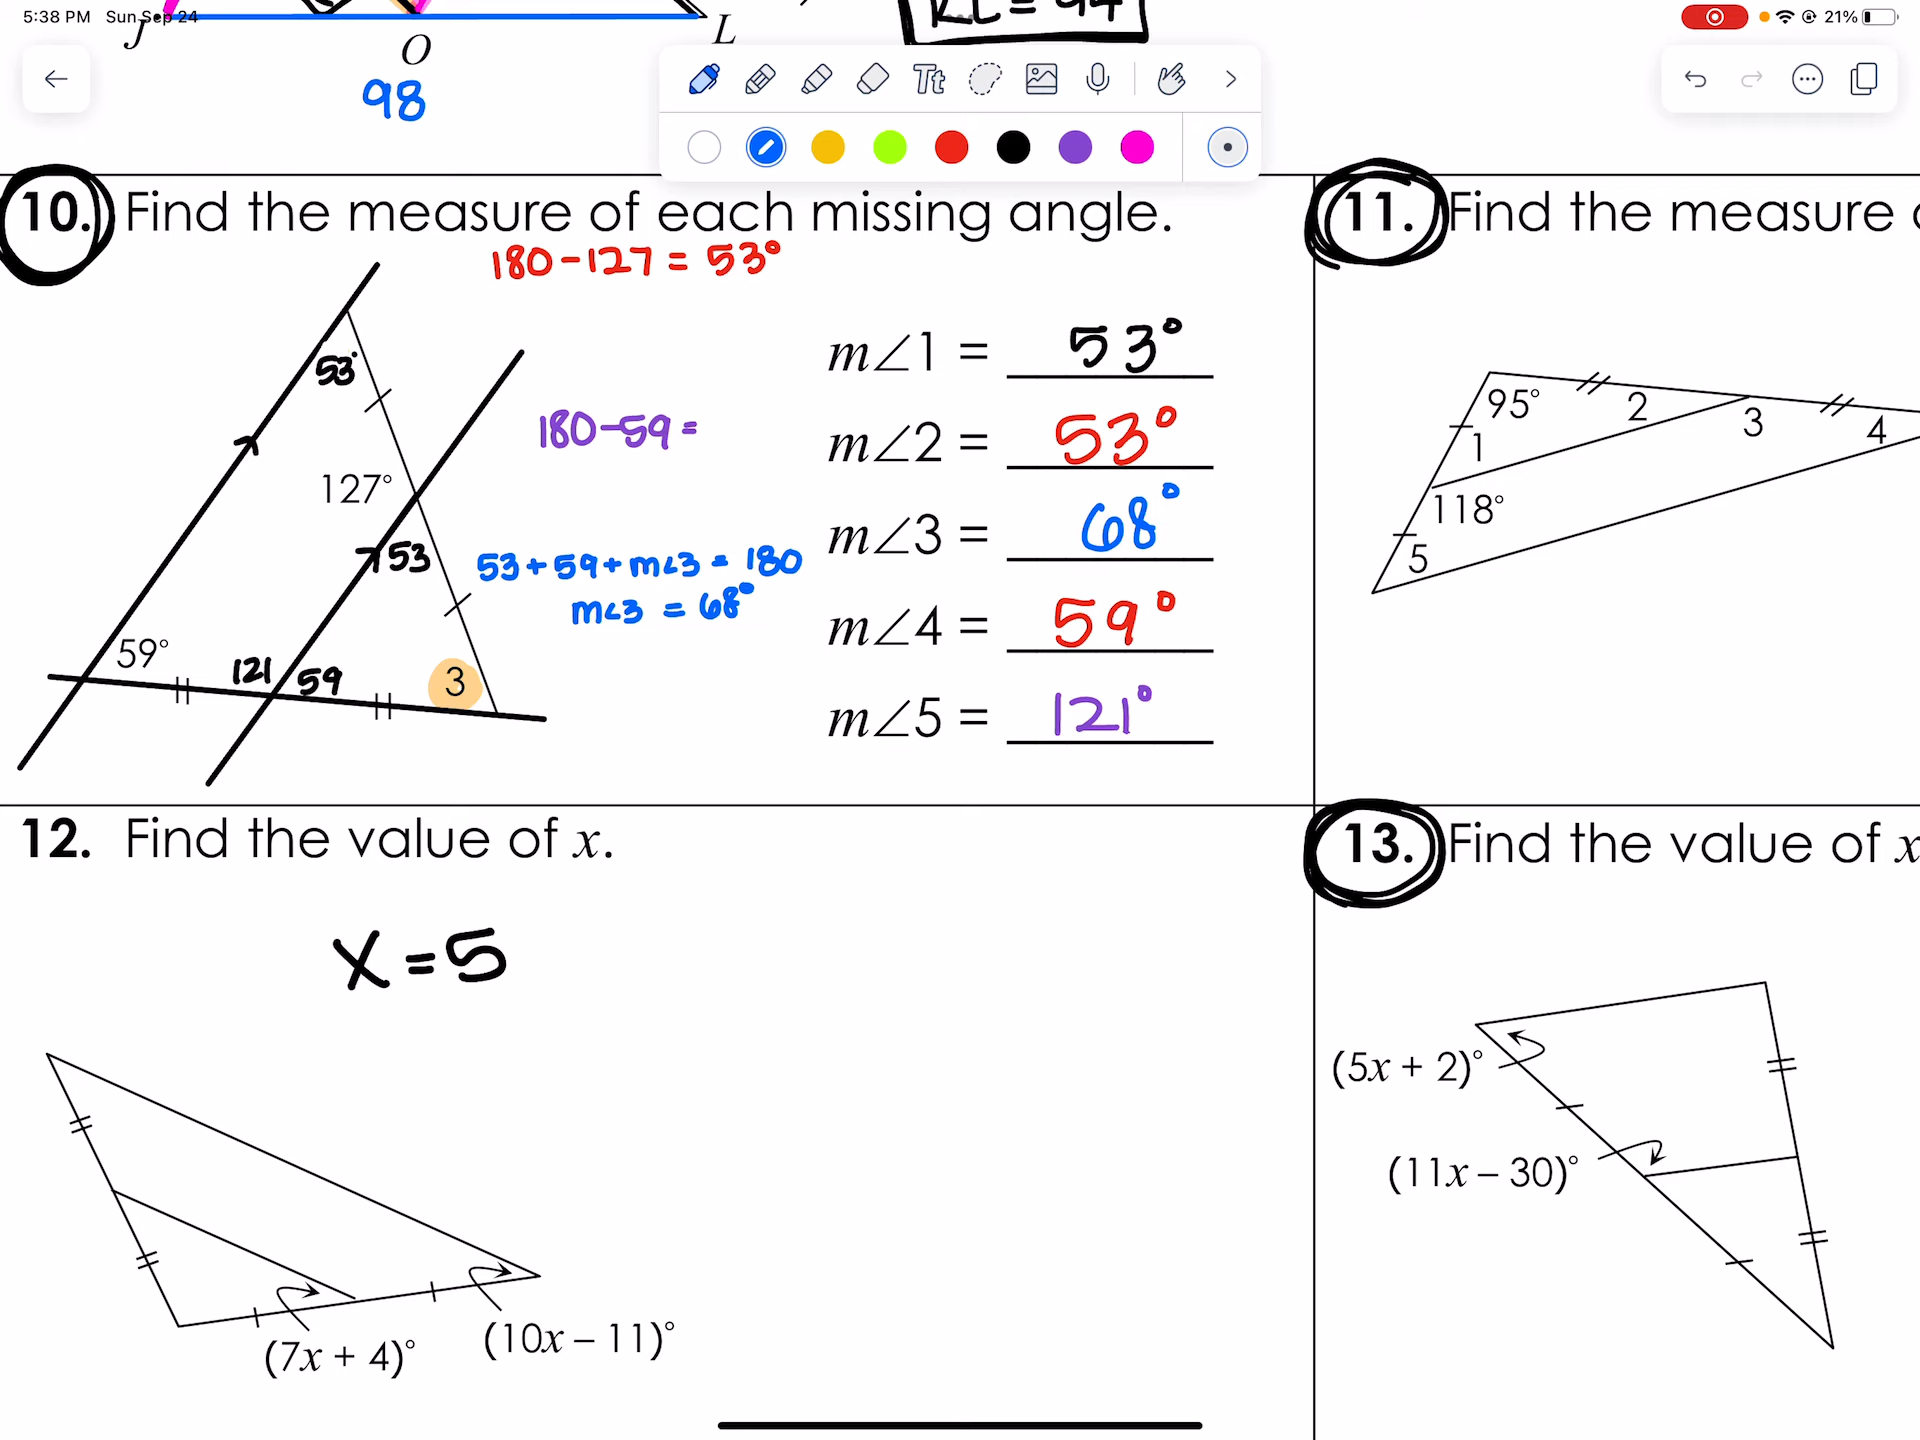 5:38 PM Sun Sep 24
21%
J
O
L
KL = 94
98
Tt
10. Find the measure of each missing angle.
180-127 = 53°
53°
127°
53
59°
121
59
3
180-59=
53+59+m∠3 = 180
m∠3 = 68°
m∠1 = 53°
m∠2 = 53°
m∠3 = 68°
m∠4 = 59°
m∠5 = 121°
11. Find the measure
95°
2
3
4
1
118°
5
12. Find the value of x.
x=5
(7x + 4)°
(10x – 11)°
13. Find the value of x
(5x + 2)°
(11x – 30)°